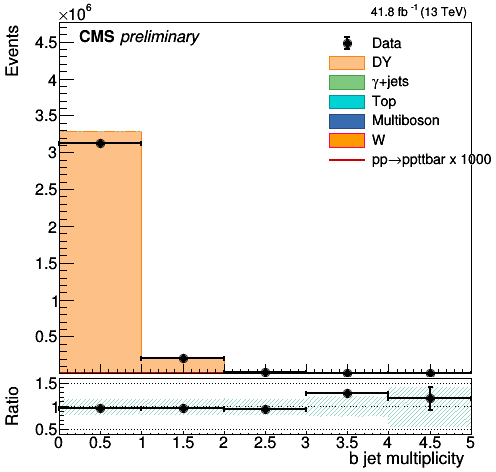 ×10⁶
41.8 fb⁻¹ (13 TeV)
Events
CMS preliminary
Data
DY
γ+jets
Top
Multiboson
W
pp→ppttbar x 1000
4.5
4
3.5
3
2.5
2
1.5
1
0.5
Ratio
1.5
1
0.5
0 0.5 1 1.5 2 2.5 3 3.5 4 4.5 5
b jet multiplicity